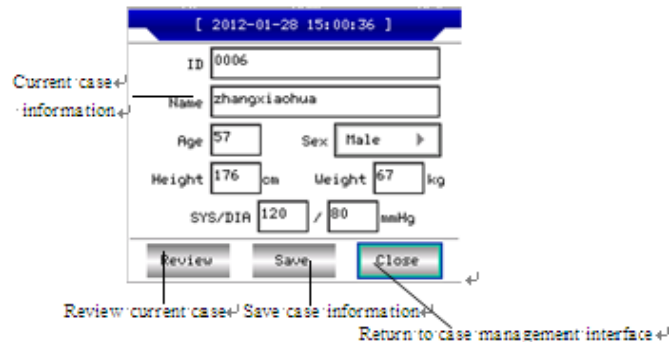 [ 2012-01-28 15:00:36 ]
ID 0006
Current case
information
Name zhangxiaohua
Age 57 Sex Male
Height 176 cm Weight 67 kg
SYS/DIA 120 / 80 mmHg
Review Save Close
Review current case Save case information
Return to case management interface